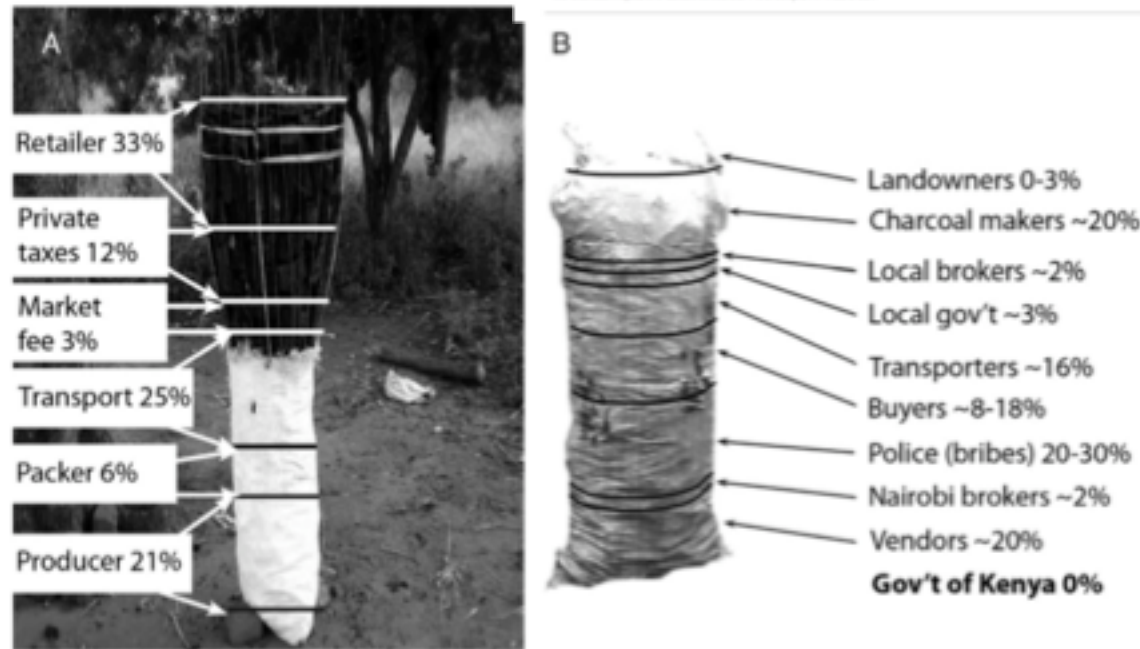 A
Retailer 33%
Private
taxes 12%
Market
fee 3%
Transport 25%
Packer 6%
Producer 21%
B
Landowners 0-3%
Charcoal makers ~20%
Local brokers ~2%
Local gov't ~3%
Transporters ~16%
Buyers ~8-18%
Police (bribes) 20-30%
Nairobi brokers ~2%
Vendors ~20%
Gov't of Kenya 0%